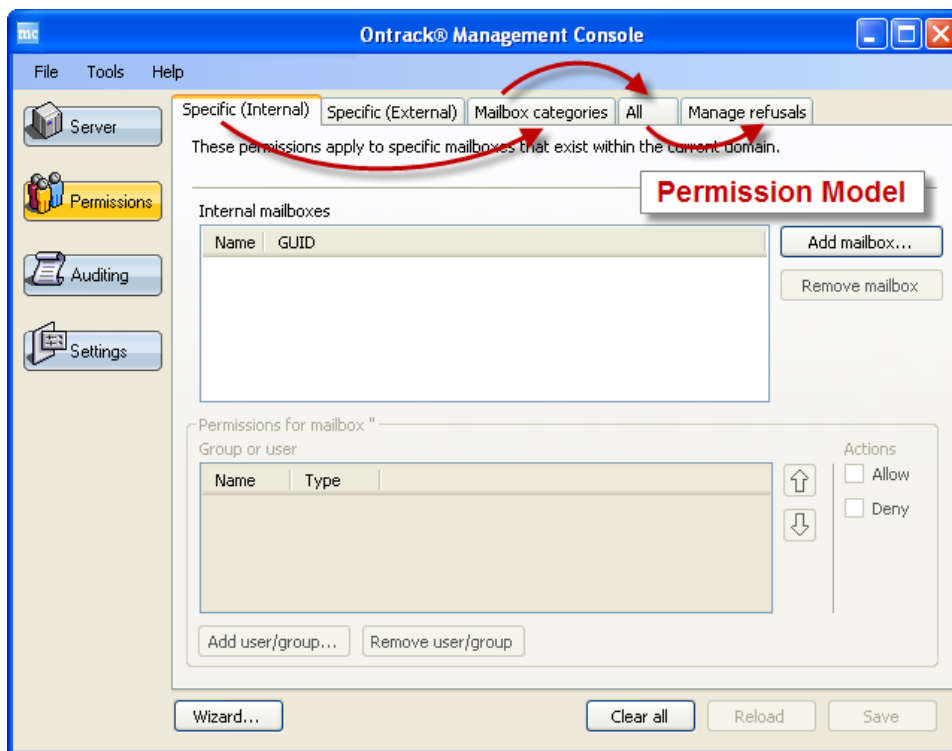 mc Ontrack® Management Console
File Tools Help
Server
Permissions
Auditing
Settings
Specific (Internal) Specific (External) Mailbox categories All Manage refusals
These permissions apply to specific mailboxes that exist within the current domain.
Permission Model
Internal mailboxes
Name GUID
Add mailbox...
Remove mailbox
Permissions for mailbox "
Group or user
Name Type
Actions
Allow
Deny
Add user/group... Remove user/group
Wizard... Clear all Reload Save